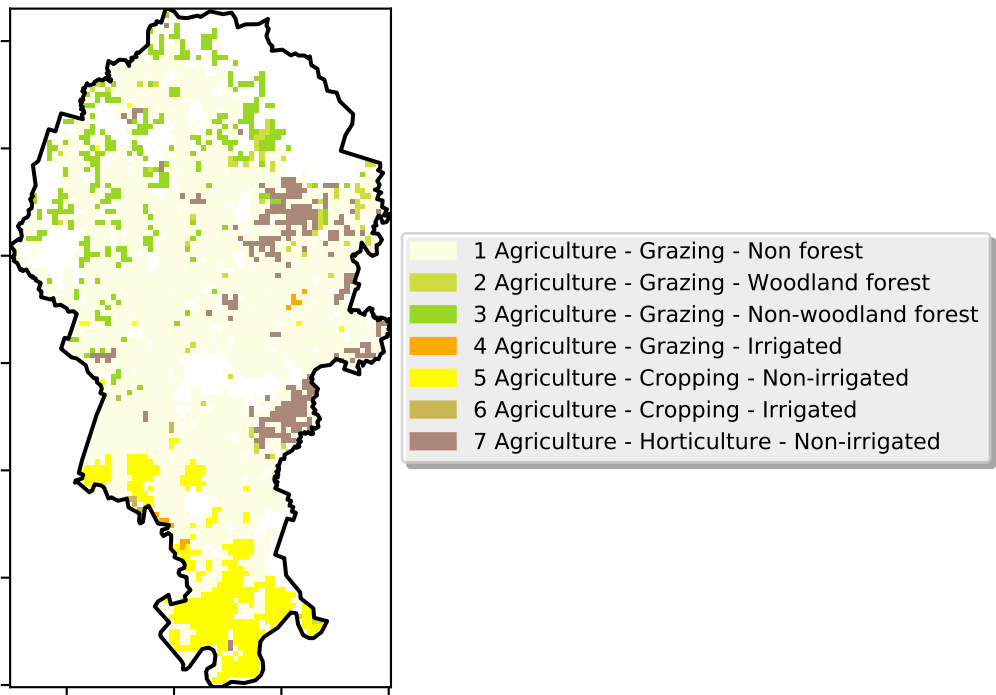 1 Agriculture - Grazing - Non forest
2 Agriculture - Grazing - Woodland forest
3 Agriculture - Grazing - Non-woodland forest
4 Agriculture - Grazing - Irrigated
5 Agriculture - Cropping - Non-irrigated
6 Agriculture - Cropping - Irrigated
7 Agriculture - Horticulture - Non-irrigated